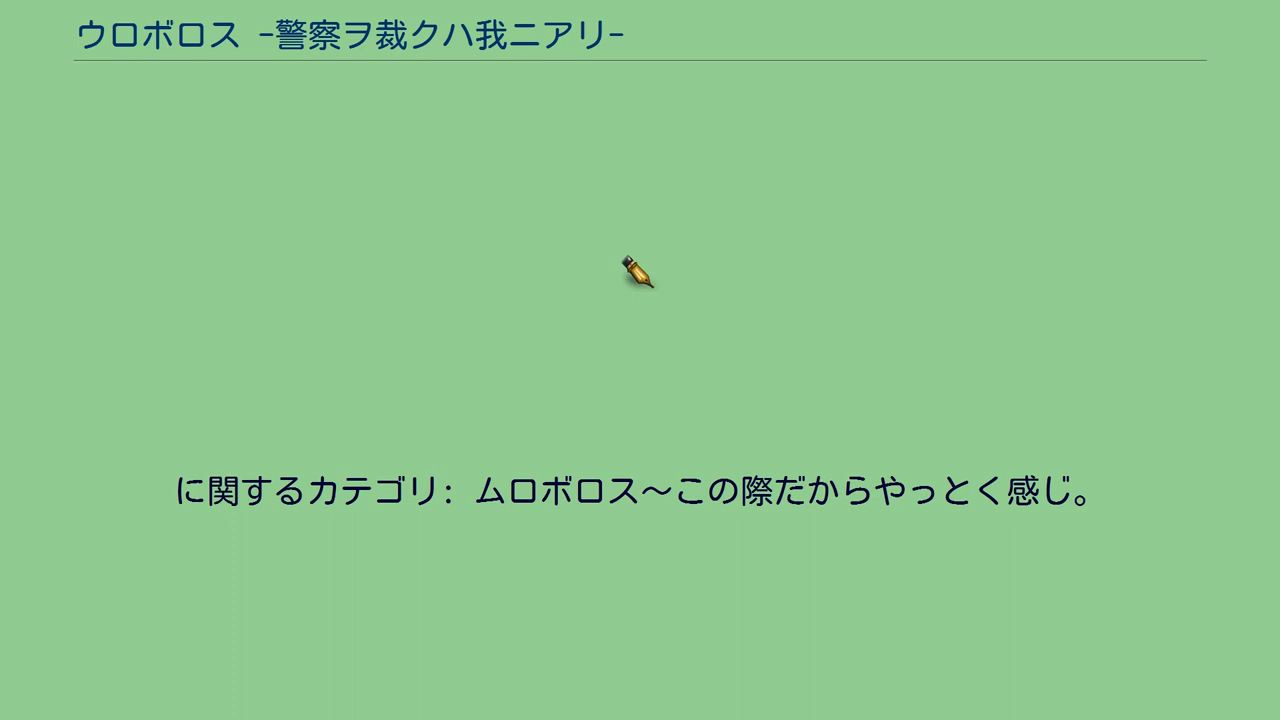 ウロボロス -警察ヲ裁クハ我ニアリ-
に関するカテゴリ: ムロボロス〜この際だからやっとく感じ。